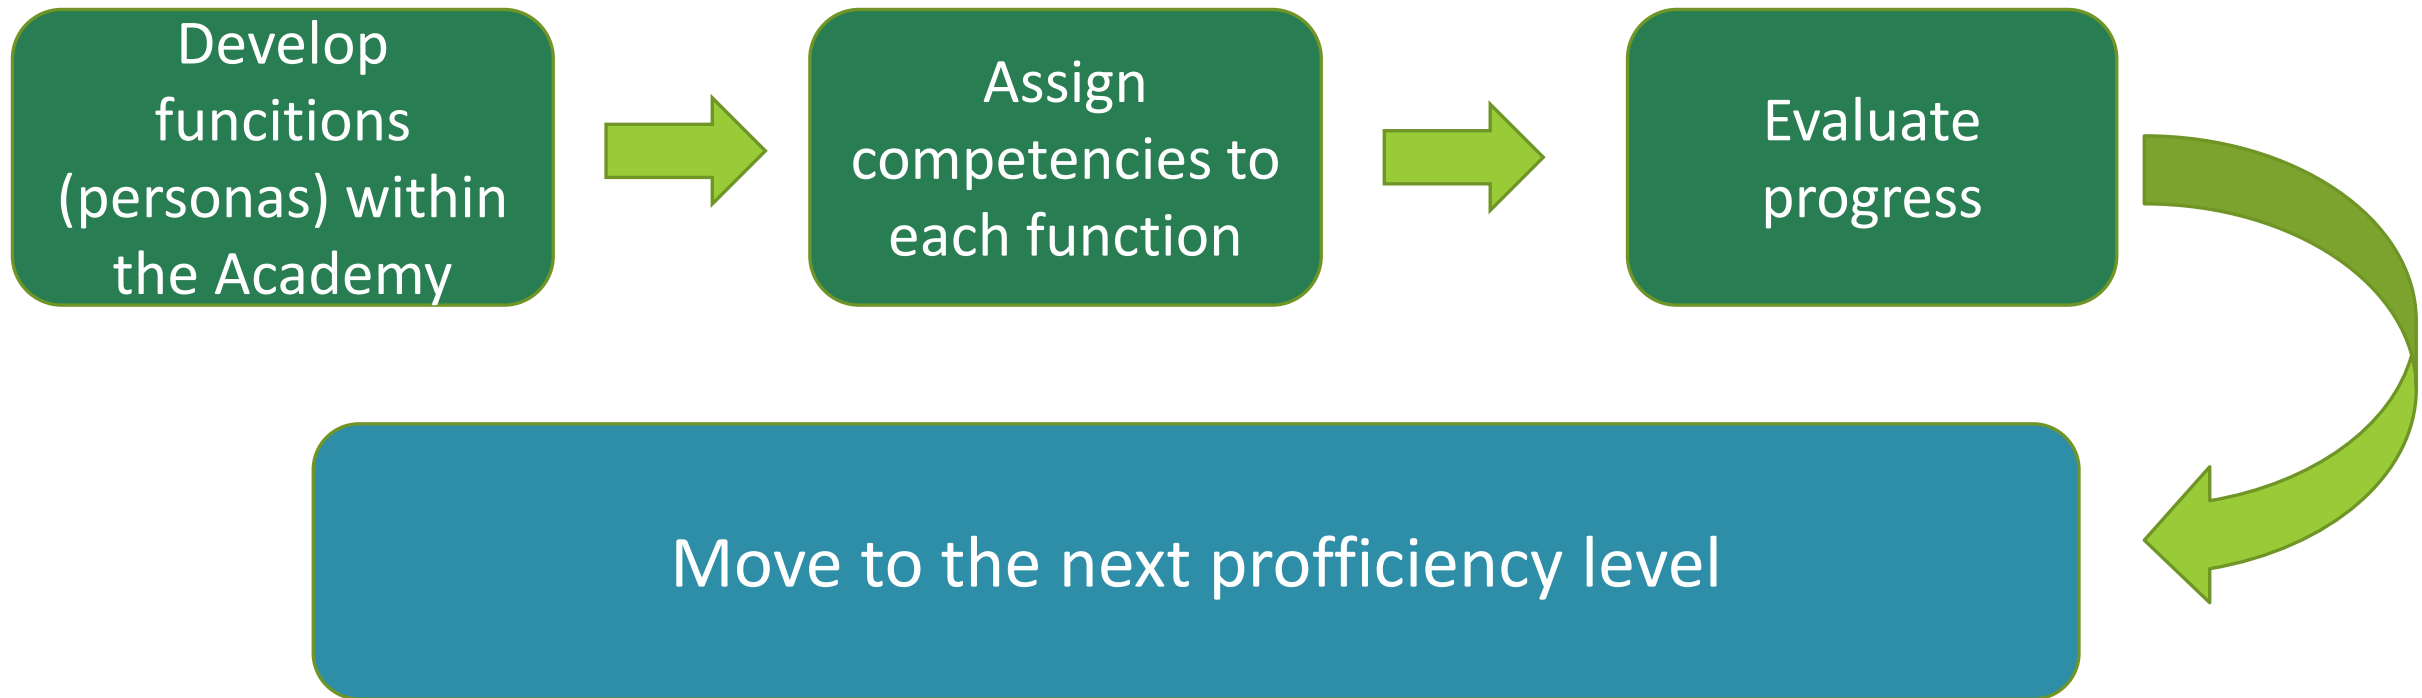 Develop
funcitions
(personas) within
the Academy
Assign
competencies to
each function
Evaluate
progress
Move to the next profficiency level